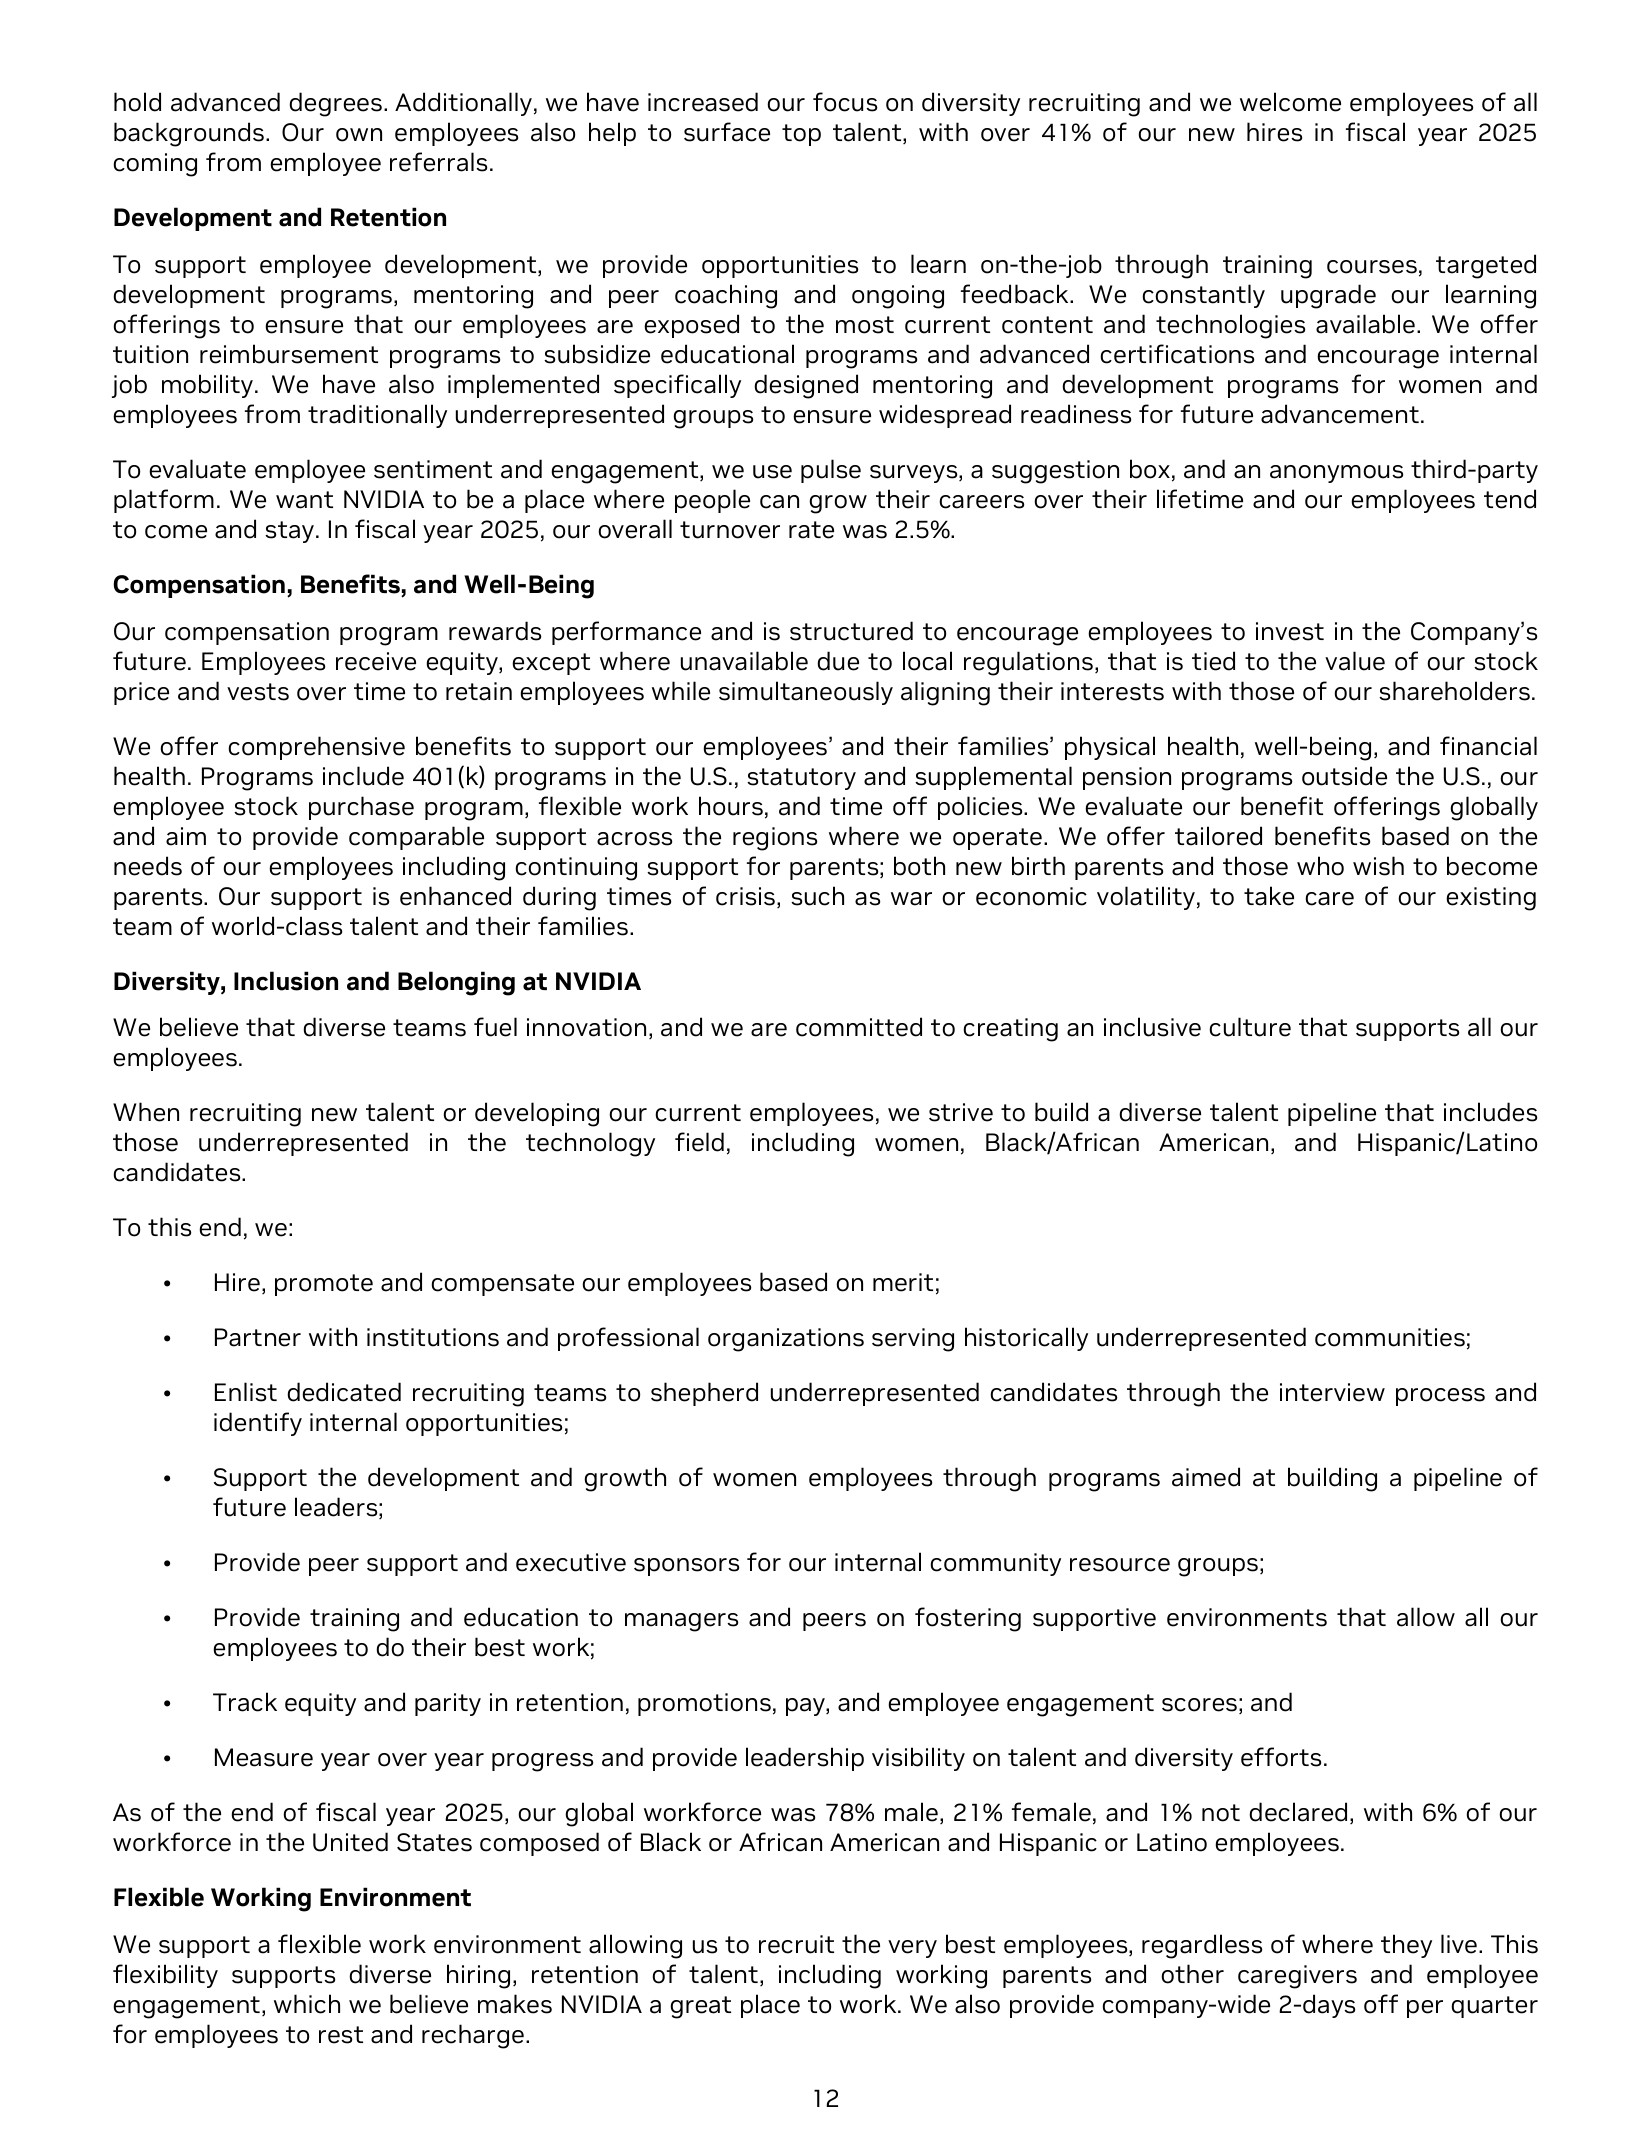 hold advanced degrees. Additionally, we have increased our focus on diversity recruiting and we welcome employees of all
backgrounds. Our own employees also help to surface top talent, with over 41% of our new hires in fiscal year 2025
coming from employee referrals.
Development and Retention
To support employee development, we provide opportunities to learn on-the-job through training courses, targeted
development programs, mentoring and peer coaching and ongoing feedback. We constantly upgrade our learning
offerings to ensure that our employees are exposed to the most current content and technologies available. We offer
tuition reimbursement programs to subsidize educational programs and advanced certifications and encourage internal
job mobility. We have also implemented specifically designed mentoring and development programs for women and
employees from traditionally underrepresented groups to ensure widespread readiness for future advancement.
To evaluate employee sentiment and engagement, we use pulse surveys, a suggestion box, and an anonymous third-party
platform. We want NVIDIA to be a place where people can grow their careers over their lifetime and our employees tend
to come and stay. In fiscal year 2025, our overall turnover rate was 2.5%.
Compensation, Benefits, and Well-Being
Our compensation program rewards performance and is structured to encourage employees to invest in the Company’s
future. Employees receive equity, except where unavailable due to local regulations, that is tied to the value of our stock
price and vests over time to retain employees while simultaneously aligning their interests with those of our shareholders.
We offer comprehensive benefits to support our employees’ and their families’ physical health, well-being, and financial
health. Programs include 401(k) programs in the U.S., statutory and supplemental pension programs outside the U.S., our
employee stock purchase program, flexible work hours, and time off policies. We evaluate our benefit offerings globally
and aim to provide comparable support across the regions where we operate. We offer tailored benefits based on the
needs of our employees including continuing support for parents; both new birth parents and those who wish to become
parents. Our support is enhanced during times of crisis, such as war or economic volatility, to take care of our existing
team of world-class talent and their families.
Diversity, Inclusion and Belonging at NVIDIA
We believe that diverse teams fuel innovation, and we are committed to creating an inclusive culture that supports all our
employees.
When recruiting new talent or developing our current employees, we strive to build a diverse talent pipeline that includes
those underrepresented in the technology field, including women, Black/African American, and Hispanic/Latino
candidates.
To this end, we:
• Hire, promote and compensate our employees based on merit;
• Partner with institutions and professional organizations serving historically underrepresented communities;
• Enlist dedicated recruiting teams to shepherd underrepresented candidates through the interview process and
identify internal opportunities;
• Support the development and growth of women employees through programs aimed at building a pipeline of
future leaders;
• Provide peer support and executive sponsors for our internal community resource groups;
• Provide training and education to managers and peers on fostering supportive environments that allow all our
employees to do their best work;
• Track equity and parity in retention, promotions, pay, and employee engagement scores; and
• Measure year over year progress and provide leadership visibility on talent and diversity efforts.
As of the end of fiscal year 2025, our global workforce was 78% male, 21% female, and 1% not declared, with 6% of our
workforce in the United States composed of Black or African American and Hispanic or Latino employees.
Flexible Working Environment
We support a flexible work environment allowing us to recruit the very best employees, regardless of where they live. This
flexibility supports diverse hiring, retention of talent, including working parents and other caregivers and employee
engagement, which we believe makes NVIDIA a great place to work. We also provide company-wide 2-days off per quarter
for employees to rest and recharge.
12